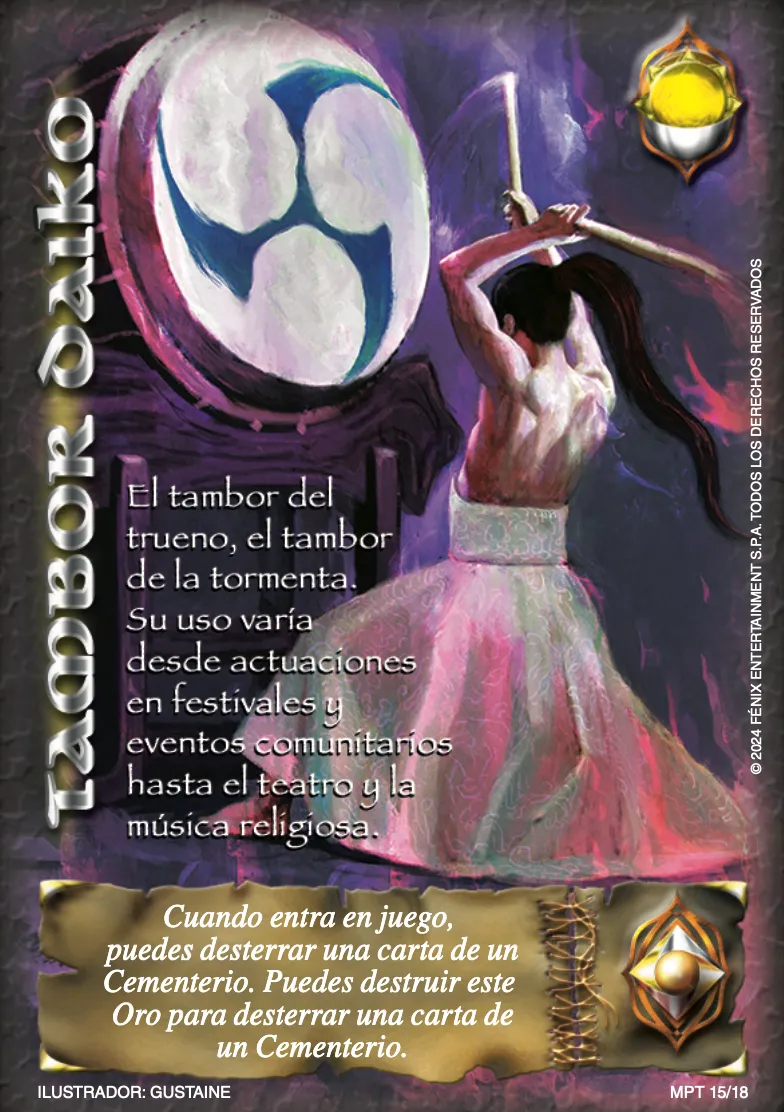 TAMBOR DAIKO
El tambor del
trueno, el tambor
de la tormenta.
Su uso varía
desde actuaciones
en festivales y
eventos comunitarios
hasta el teatro y la
música religiosa.
© 2024 FÉNIX ENTERTAINMENT S.P.A. TODOS LOS DERECHOS RESERVADOS
Cuando entra en juego,
puedes desterrar una carta de un
Cementerio. Puedes destruir este
Oro para desterrar una carta de
un Cementerio.
ILUSTRADOR: GUSTAINE
MPT 15/18